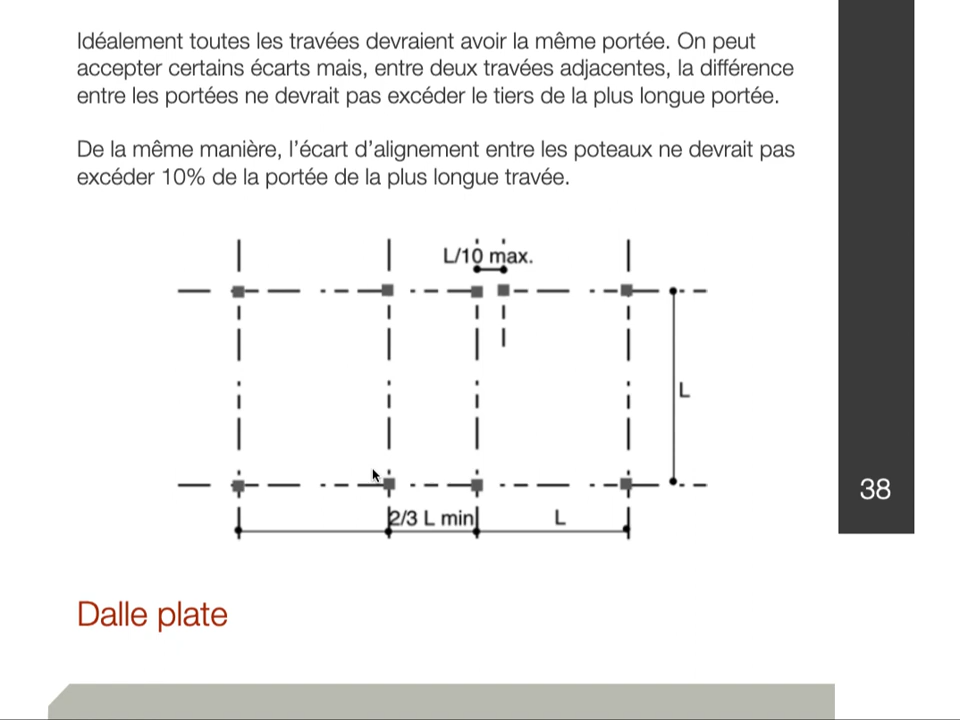 Idéalement toutes les travées devraient avoir la même portée. On peut
accepter certains écarts mais, entre deux travées adjacentes, la différence
entre les portées ne devrait pas excéder le tiers de la plus longue portée.
De la même manière, l'écart d'alignement entre les poteaux ne devrait pas
excéder 10% de la portée de la plus longue travée.
L/10 max.
L
38
2/3 L min
L
Dalle plate